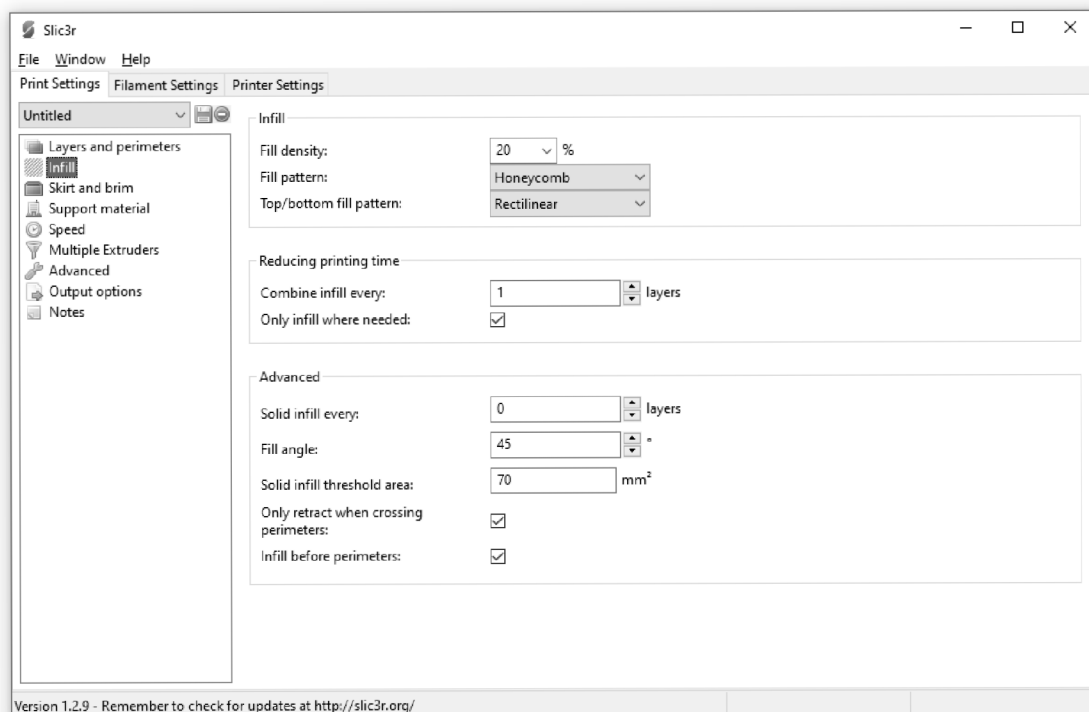 Slic3r
File Window Help
Print Settings Filament Settings Printer Settings
Untitled
Layers and perimeters
Infill
Skirt and brim
Support material
Speed
Multiple Extruders
Advanced
Output options
Notes
Infill
Fill density: 20 %
Fill pattern: Honeycomb
Top/bottom fill pattern: Rectilinear
Reducing printing time
Combine infill every: 1 layers
Only infill where needed:
Advanced
Solid infill every: 0 layers
Fill angle: 45 °
Solid infill threshold area: 70 mm²
Only retract when crossing
perimeters:
Infill before perimeters:
Version 1.2.9 - Remember to check for updates at http://slic3r.org/